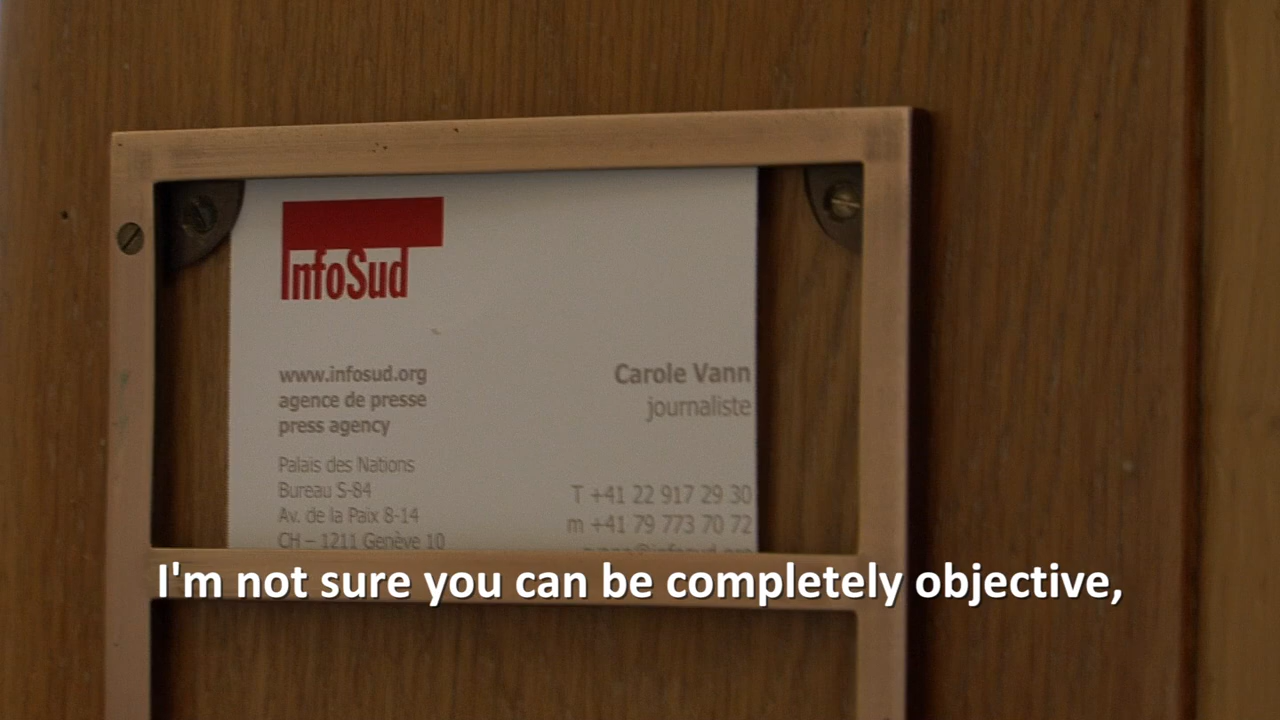 InfoSud
www.infosud.org
agence de presse
press agency
Palais des Nations
Bureau S-84
Av. de la Paix 8-14
CH – 1211 Genève 10
Carole Vann
journaliste
T +41 22 917 29 30
m +41 79 773 70 72
I'm not sure you can be completely objective,